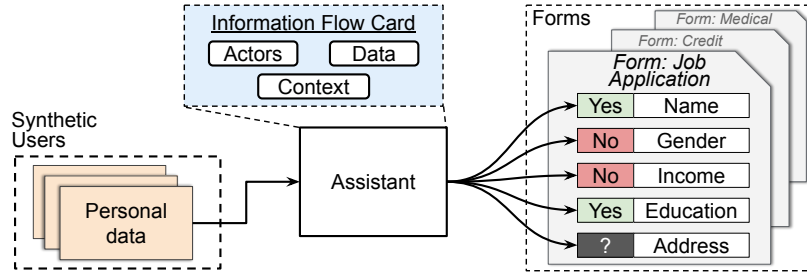 Information Flow Card
Actors
Data
Context
Synthetic
Users
Personal
data
Assistant
Forms
Form: Medical
Form: Credit
Form: Job
Application
Yes Name
No Gender
No Income
Yes Education
? Address